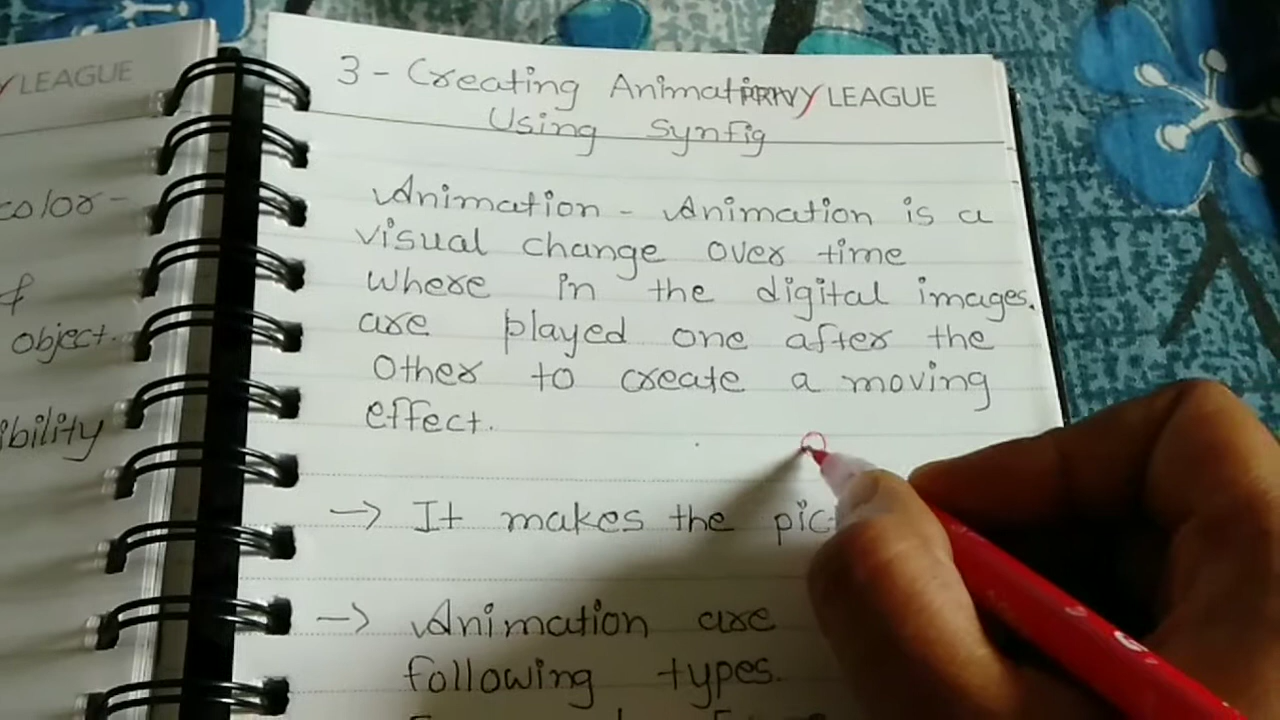 LEAGUE
color-
object.
ibility
3 - Creating Animation
PRIVY LEAGUE
Using Synfig
Animation - Animation is a
visual change over time
where in the digital images.
are played one after the
other to create a moving
effect.
→ It makes the pic
→ Animation are
following types.